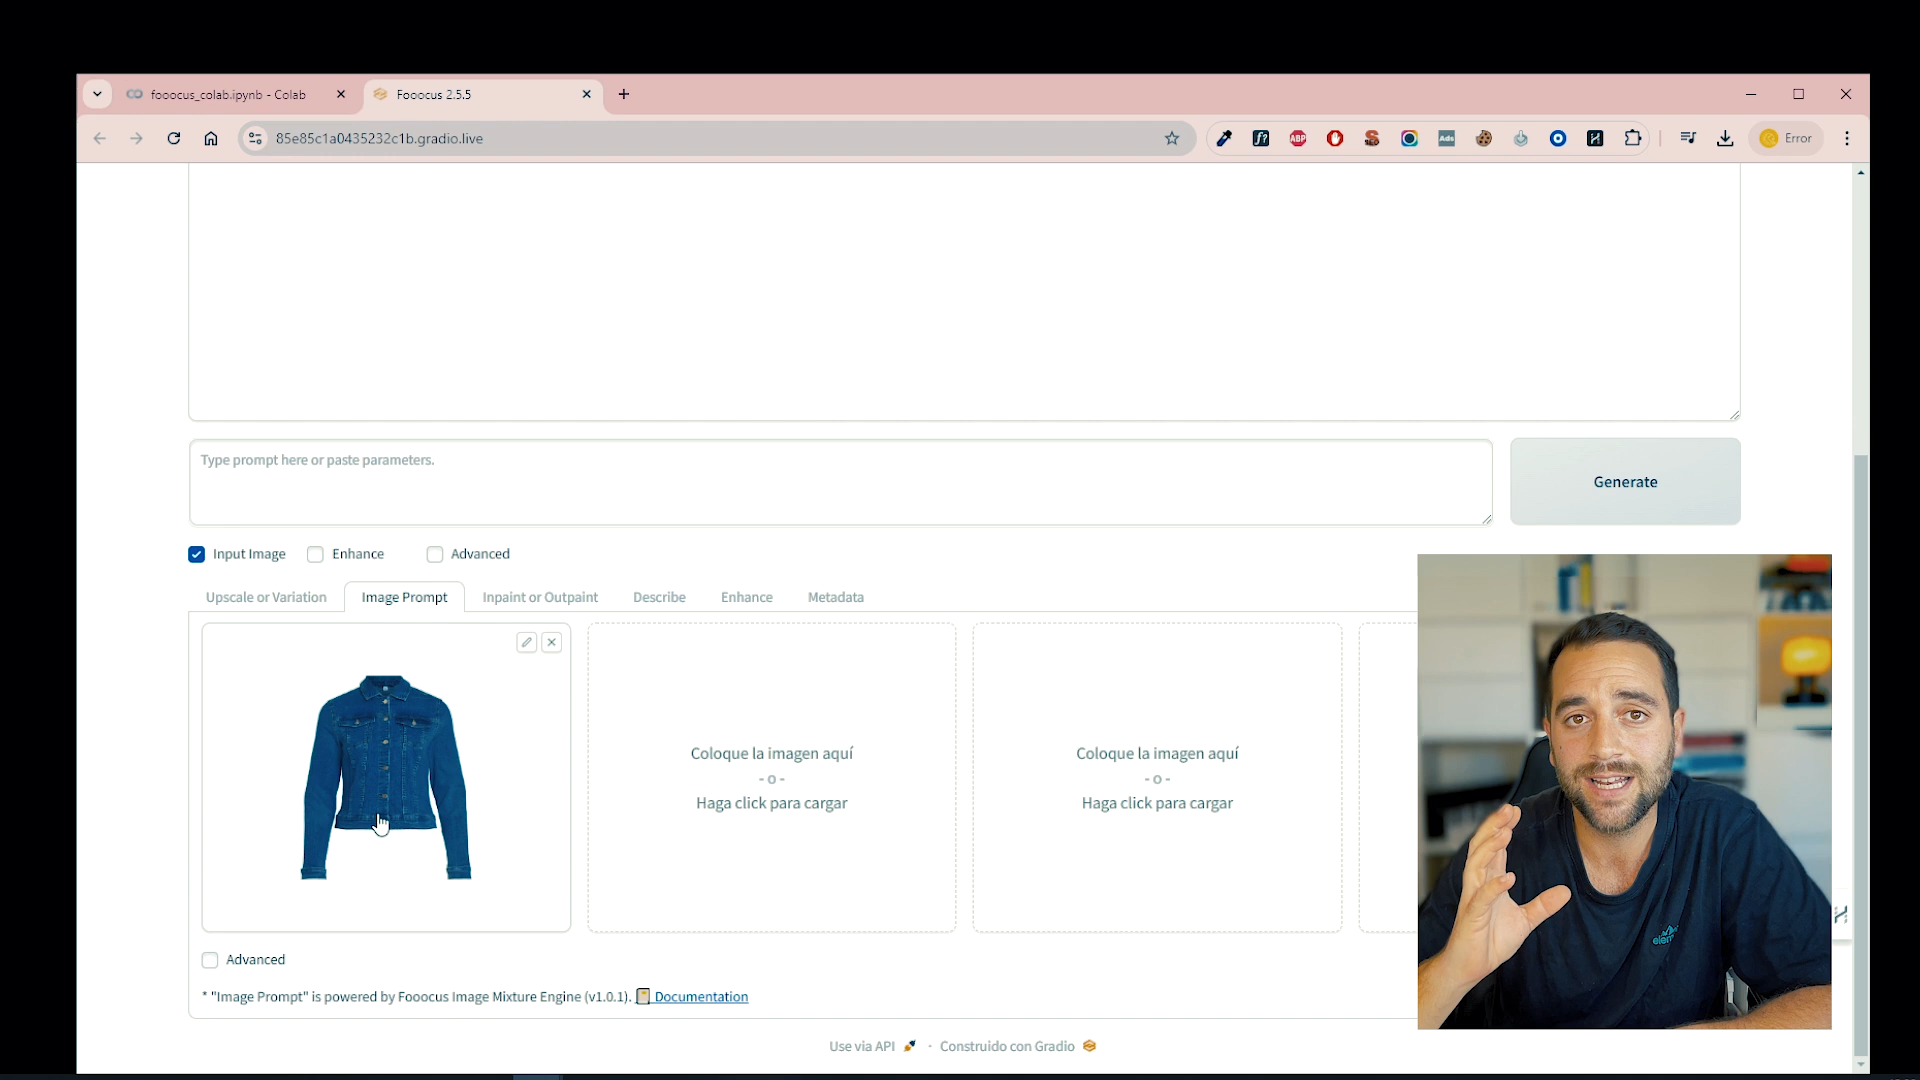 fooocus_colab.ipynb - Colab
Fooocus 2.5.5
85e85c1a0435232c1b.gradio.live
f?
ABP
Ads
Error
Type prompt here or paste parameters.
Generate
Input Image
Enhance
Advanced
Upscale or Variation
Image Prompt
Inpaint or Outpaint
Describe
Enhance
Metadata
Coloque la imagen aquí
- o -
Haga click para cargar
Coloque la imagen aquí
- o -
Haga click para cargar
Advanced
* "Image Prompt" is powered by Fooocus Image Mixture Engine (v1.0.1). Documentation
Use via API · Construido con Gradio